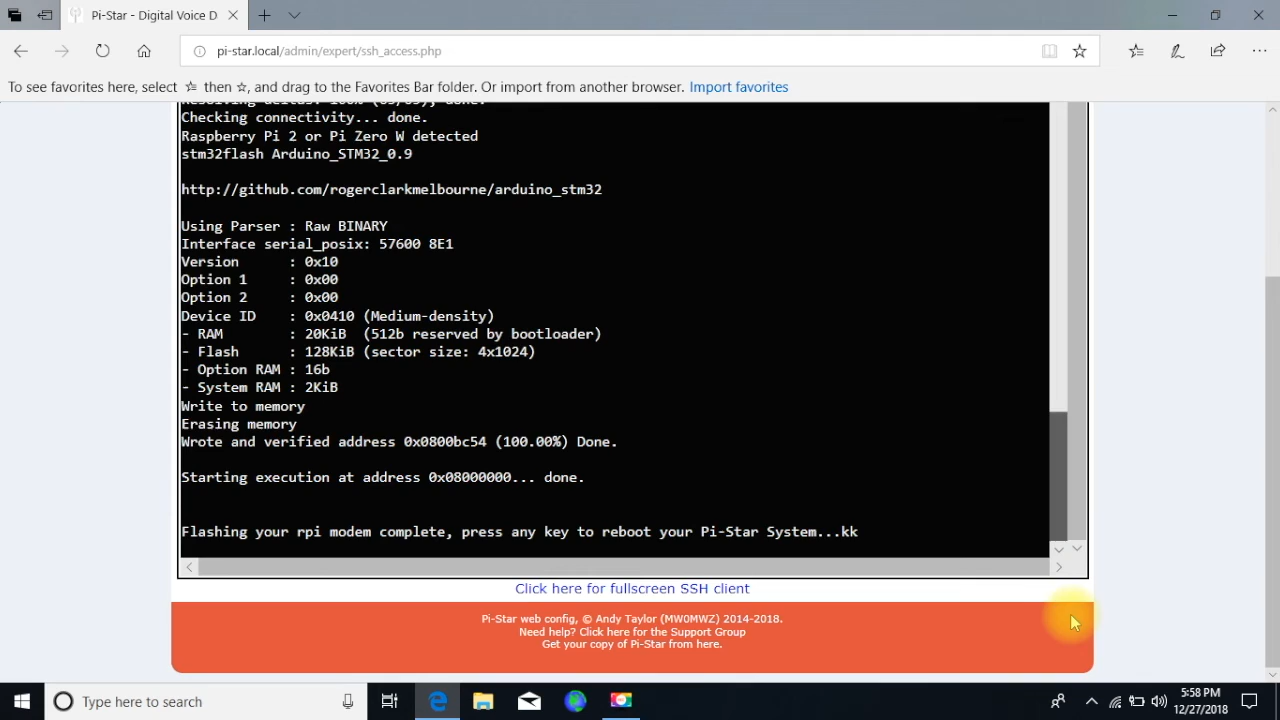 Pi-Star - Digital Voice D
pi-star.local/admin/expert/ssh_access.php
To see favorites here, select ☆ then ☆, and drag to the Favorites Bar folder. Or import from another browser. Import favorites
Resolving deltas: 100% (65/65), done.
Checking connectivity... done.
Raspberry Pi 2 or Pi Zero W detected
stm32flash Arduino_STM32_0.9
http://github.com/rogerclarkmelbourne/arduino_stm32
Using Parser : Raw BINARY
Interface serial_posix: 57600 8E1
Version : 0x10
Option 1 : 0x00
Option 2 : 0x00
Device ID : 0x0410 (Medium-density)
- RAM : 20KiB (512b reserved by bootloader)
- Flash : 128KiB (sector size: 4x1024)
- Option RAM : 16b
- System RAM : 2KiB
Write to memory
Erasing memory
Wrote and verified address 0x0800bc54 (100.00%) Done.
Starting execution at address 0x08000000... done.
Flashing your rpi modem complete, press any key to reboot your Pi-Star System...kk
Click here for fullscreen SSH client
Pi-Star web config, © Andy Taylor (MW0MWZ) 2014-2018.
Need help? Click here for the Support Group
Get your copy of Pi-Star from here.
Type here to search
5:58 PM
12/27/2018